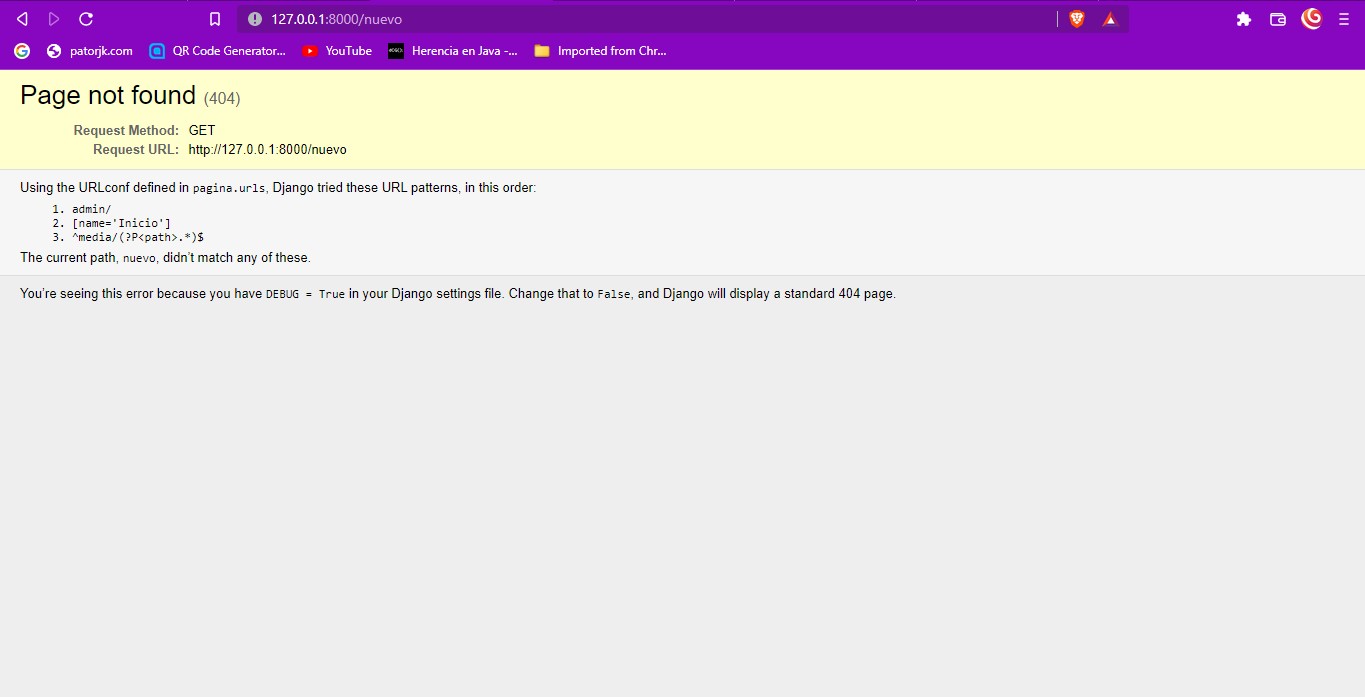 127.0.0.1:8000/nuevo
patorjk.com QR Code Generator... YouTube Herencia en Java -... Imported from Chr...
Page not found (404)
Request Method: GET
Request URL: http://127.0.0.1:8000/nuevo
Using the URLconf defined in pagina.urls, Django tried these URL patterns, in this order:
1. admin/
2. [name='Inicio']
3. ^media/(?P<path>.*)$
The current path, nuevo, didn't match any of these.
You're seeing this error because you have DEBUG = True in your Django settings file. Change that to False, and Django will display a standard 404 page.